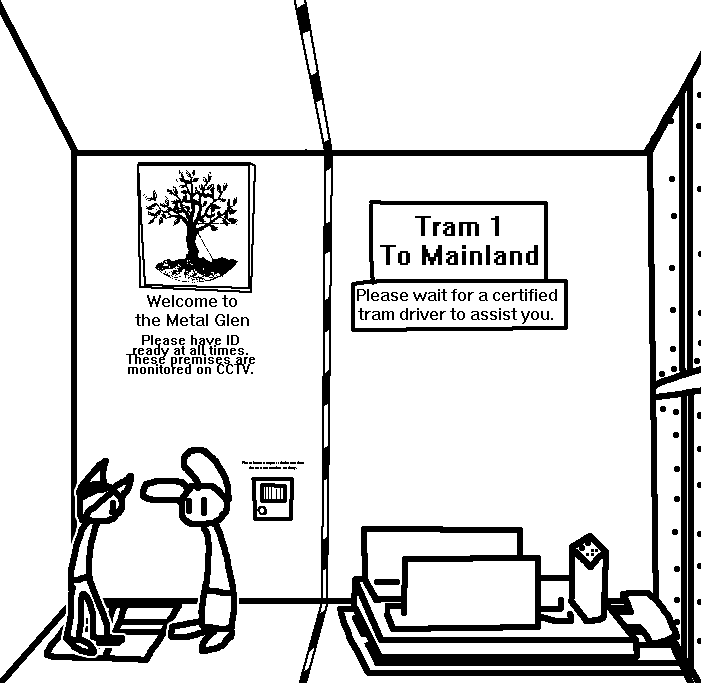 Tram 1
To Mainland
Please wait for a certified
tram driver to assist you.
Welcome to
the Metal Glen
Please have ID
ready at all times.
These premises are
monitored on CCTV.